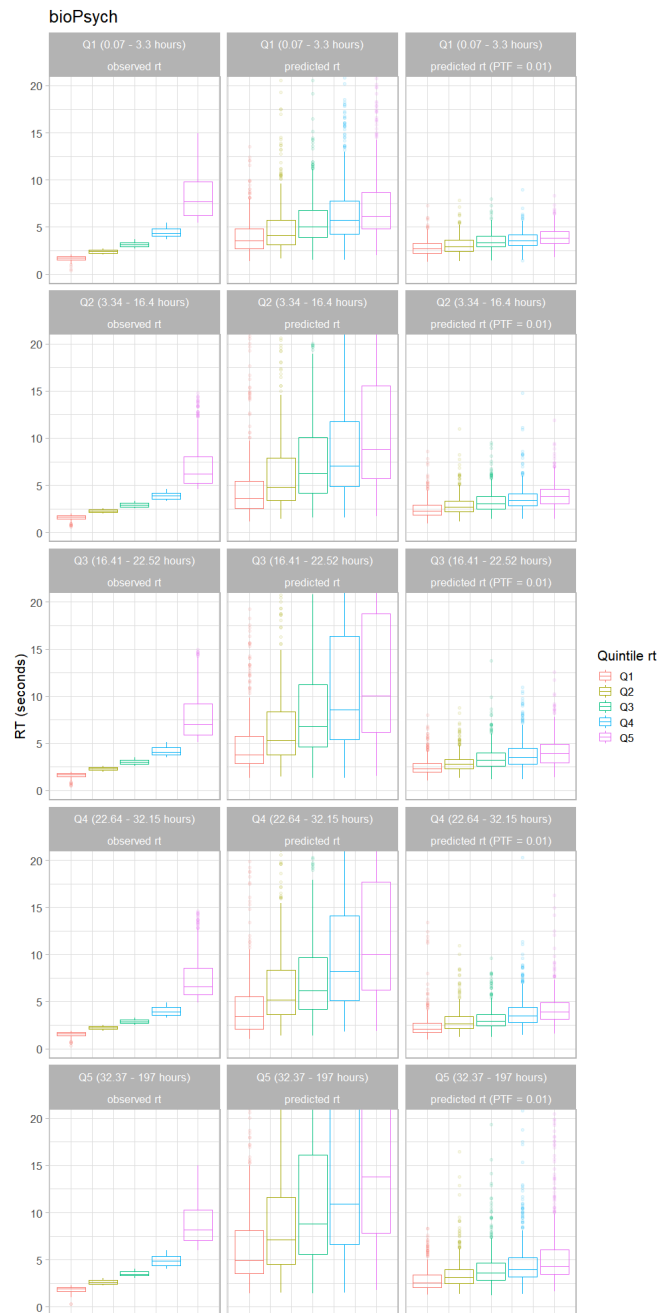 bioPsych
Q1 (0.07 - 3.3 hours)
observed rt
Q1 (0.07 - 3.3 hours)
predicted rt
Q1 (0.07 - 3.3 hours)
predicted rt (PTF = 0.01)
20
15
10
5
0
Q2 (3.34 - 16.4 hours)
observed rt
Q2 (3.34 - 16.4 hours)
predicted rt
Q2 (3.34 - 16.4 hours)
predicted rt (PTF = 0.01)
20
15
10
5
0
Q3 (16.41 - 22.52 hours)
observed rt
Q3 (16.41 - 22.52 hours)
predicted rt
Q3 (16.41 - 22.52 hours)
predicted rt (PTF = 0.01)
20
15
10
5
0
RT (seconds)
Quintile rt
Q1
Q2
Q3
Q4
Q5
Q4 (22.64 - 32.15 hours)
observed rt
Q4 (22.64 - 32.15 hours)
predicted rt
Q4 (22.64 - 32.15 hours)
predicted rt (PTF = 0.01)
20
15
10
5
0
Q5 (32.37 - 197 hours)
observed rt
Q5 (32.37 - 197 hours)
predicted rt
Q5 (32.37 - 197 hours)
predicted rt (PTF = 0.01)
20
15
10
5
0